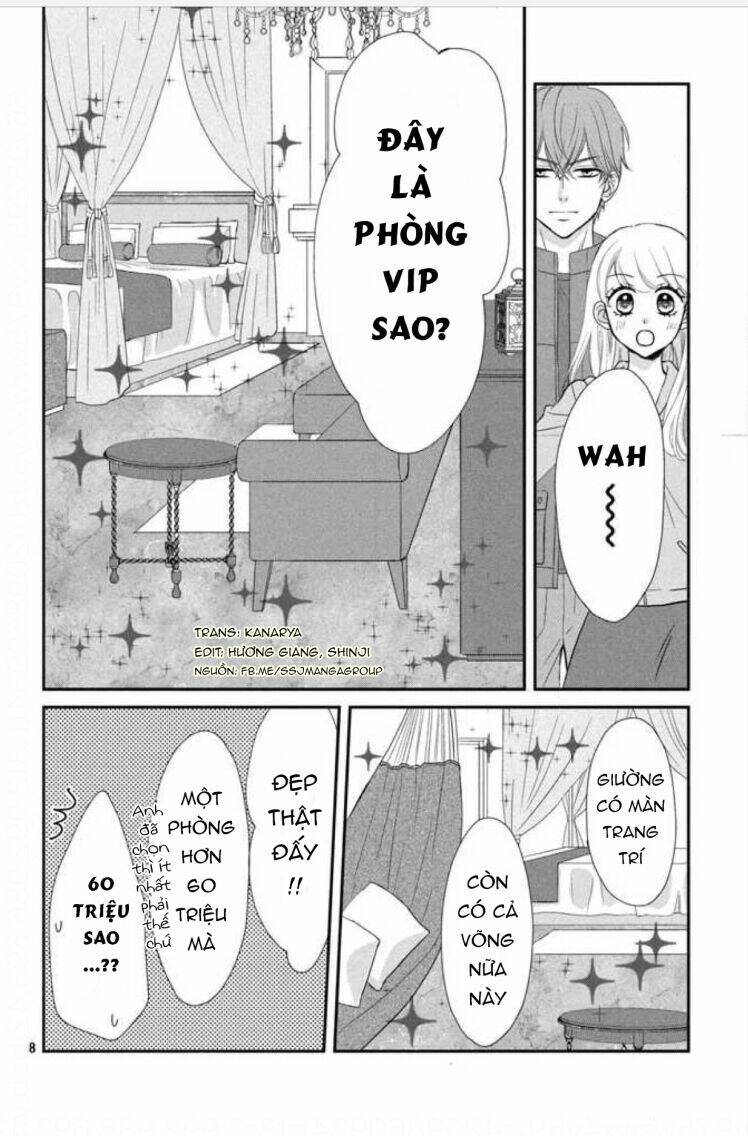 WAH
ĐÂY
LÀ
PHÒNG
VIP
SAO?
TRANS: KANARYA
EDIT: HƯƠNG GIANG, SHINJI
NGUỒN: FB.ME/SSJMANGAGROUP
GIƯỜNG
CÓ MÀN
TRANG
TRÍ
CÒN
CÓ CẢ
VÕNG
NỮA
NÀY
ĐẸP
THẬT
ĐẤY
!!
MỘT
PHÒNG
HƠN
60
TRIỆU
MÀ
Anh
đã
chọn
thì ít
nhất
phải
thế
chứ
60
TRIỆU
SAO
...??
8